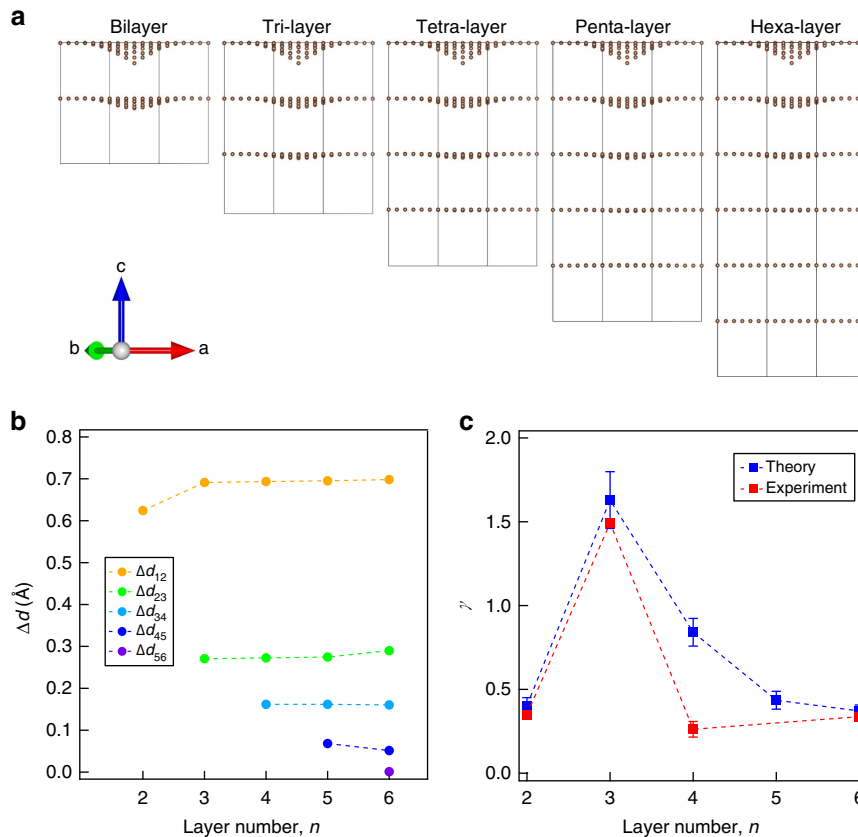 a
Bilayer Tri-layer Tetra-layer Penta-layer Hexa-layer
c
b a
b
0.8
0.7
0.6
0.5
0.4
0.3
0.2
0.1
0.0
Δd (Å)
Δd12
Δd23
Δd34
Δd45
Δd56
2 3 4 5 6
Layer number, n
c
2.0
1.5
1.0
0.5
0.0
γ
Theory
Experiment
2 3 4 5 6
Layer number, n